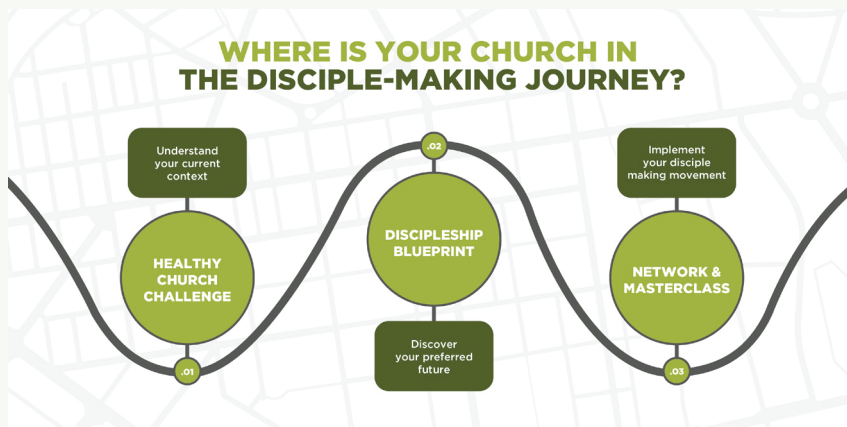 WHERE IS YOUR CHURCH IN
THE DISCIPLE-MAKING JOURNEY?
Understand
your current
context
HEALTHY
CHURCH
CHALLENGE
.01
.02
DISCIPLESHIP
BLUEPRINT
Discover
your preferred
future
Implement
your disciple
making movement
NETWORK &
MASTERCLASS
.03